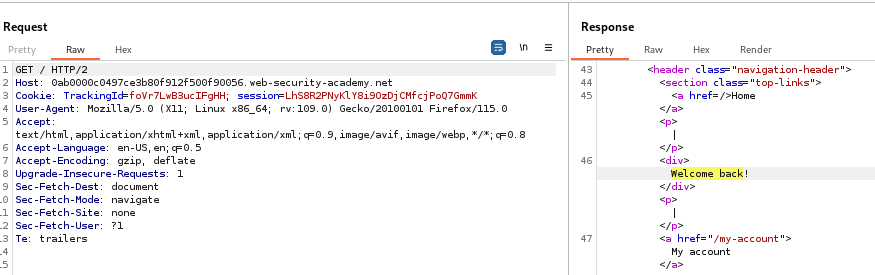 Request
Pretty Raw Hex
\n
1 GET / HTTP/2
2 Host: 0ab0000c0497ce3b80f912f500f90056.web-security-academy.net
3 Cookie: TrackingId=foVr7LwB3ucIFgHH; session=LhS8R2PNyKlY8i9OzDjCMfcjPoQ7GmmK
4 User-Agent: Mozilla/5.0 (X11; Linux x86_64; rv:109.0) Gecko/20100101 Firefox/115.0
5 Accept:
text/html,application/xhtml+xml,application/xml;q=0.9,image/avif,image/webp,*/*;q=0.8
6 Accept-Language: en-US,en;q=0.5
7 Accept-Encoding: gzip, deflate
8 Upgrade-Insecure-Requests: 1
9 Sec-Fetch-Dest: document
10 Sec-Fetch-Mode: navigate
11 Sec-Fetch-Site: none
12 Sec-Fetch-User: ?1
13 Te: trailers
14
15
Response
Pretty Raw Hex Render
43 <header class="navigation-header">
44 <section class="top-links">
45 <a href=/>Home
</a>
<p>
|
</p>
46 <div>
Welcome back!
</div>
<p>
|
</p>
47 <a href="/my-account">
My account
</a>